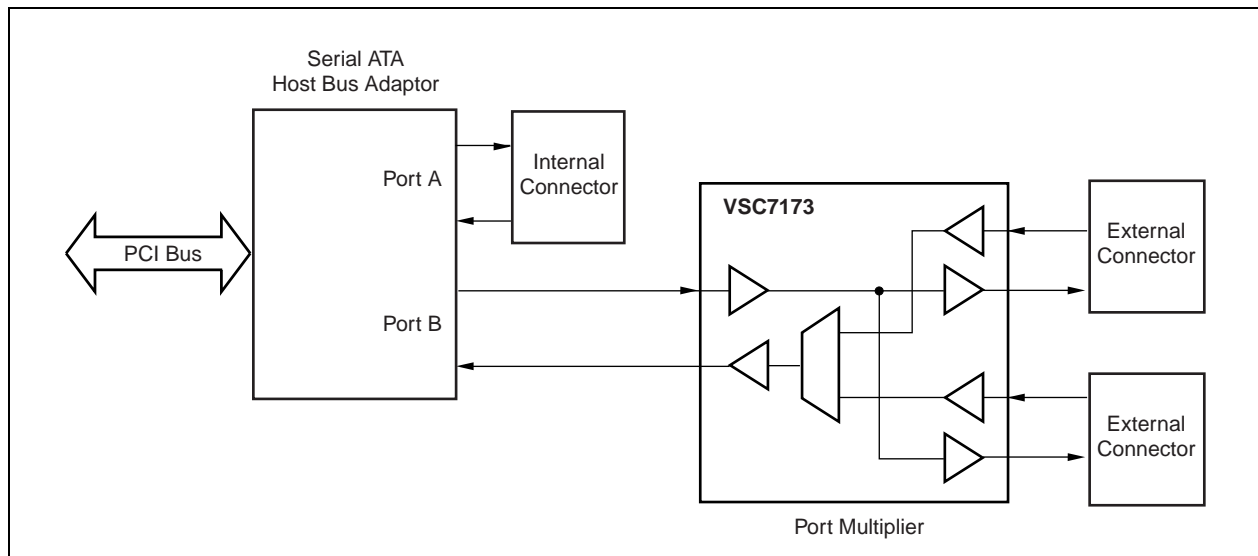 Serial ATA
Host Bus Adaptor
Port A
Internal
Connector
VSC7173
External
Connector
PCI Bus
Port B
External
Connector
Port Multiplier